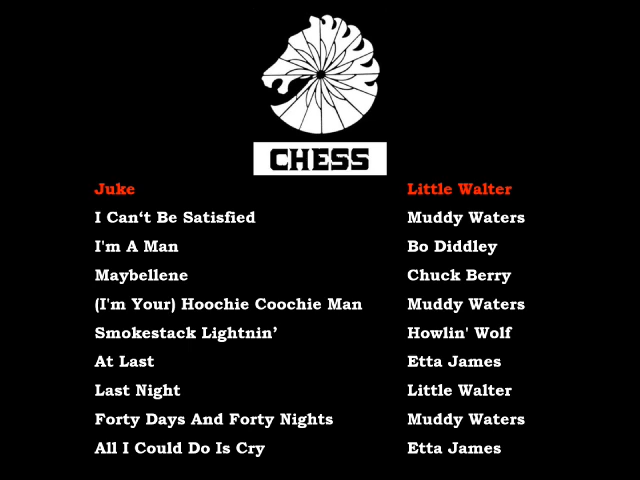 CHESS
Juke Little Walter
I Can‘t Be Satisfied Muddy Waters
I'm A Man Bo Diddley
Maybellene Chuck Berry
(I'm Your) Hoochie Coochie Man Muddy Waters
Smokestack Lightnin’ Howlin' Wolf
At Last Etta James
Last Night Little Walter
Forty Days And Forty Nights Muddy Waters
All I Could Do Is Cry Etta James